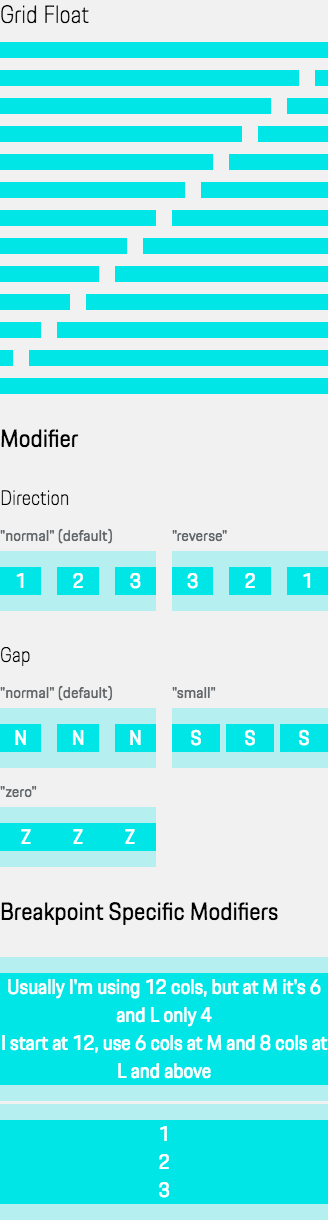 Grid Float
Modifier
Direction
"normal" (default) "reverse"
1 2 3 3 2 1
Gap
"normal" (default) "small"
N N N S S S
"zero"
Z Z Z
Breakpoint Specific Modifiers
Usually I'm using 12 cols, but at M it's 6
and L only 4
I start at 12, use 6 cols at M and 8 cols at
L and above
1
2
3